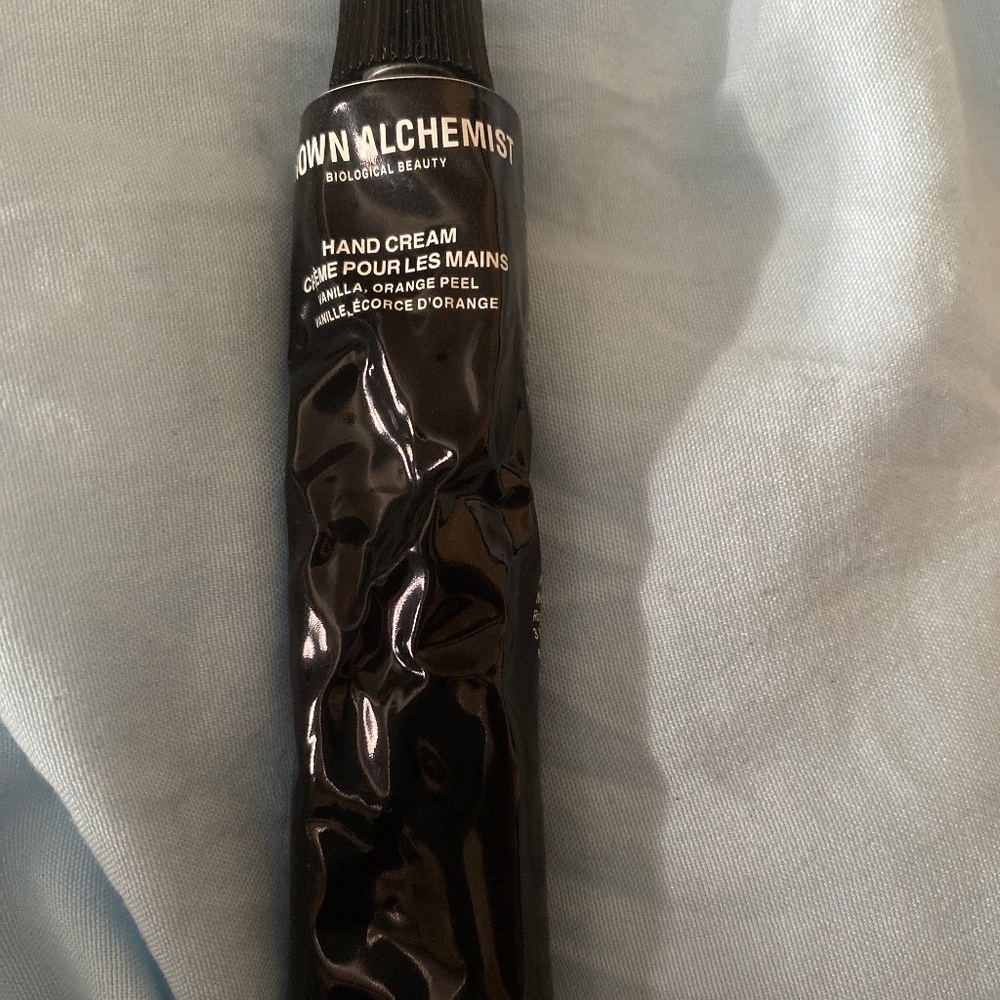 OWN ALCHEMIST
BIOLOGICAL BEAUTY
HAND CREAM
CRÈME POUR LES MAINS
VANILLA, ORANGE PEEL
VANILLE, ÉCORCE D'ORANGE